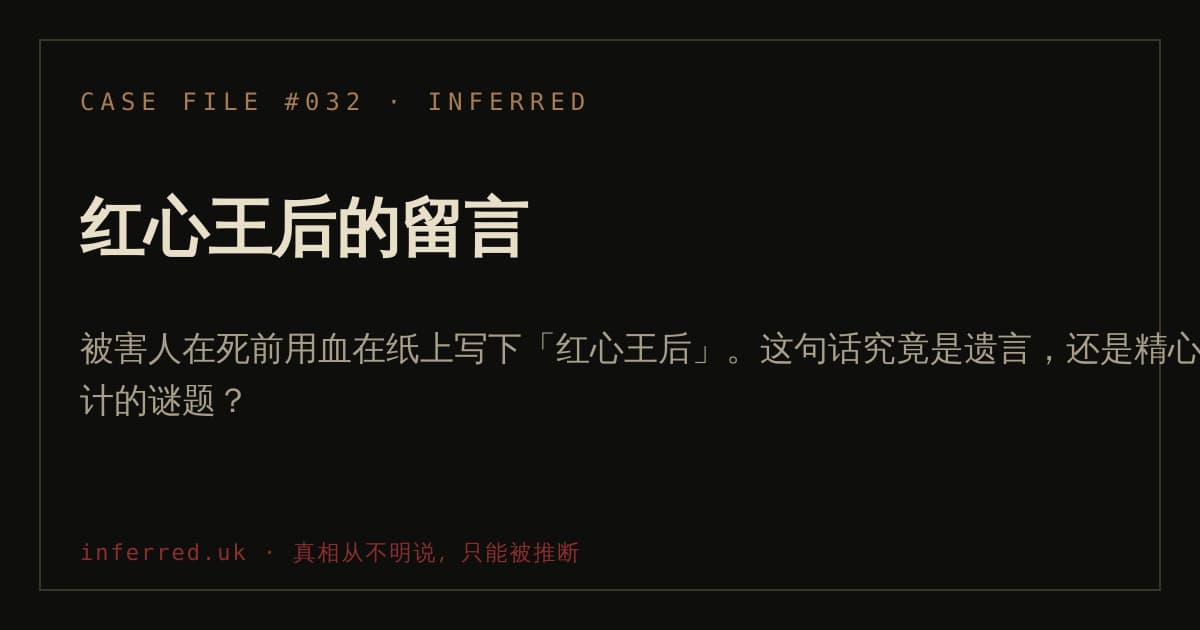 CASE FILE #032 · INFERRED
红心王后的留言
被害人在死前用血在纸上写下「红心王后」。这句话究竟是遗言，还是精心
计的谜题？
inferred.uk · 真相从不明说，只能被推断